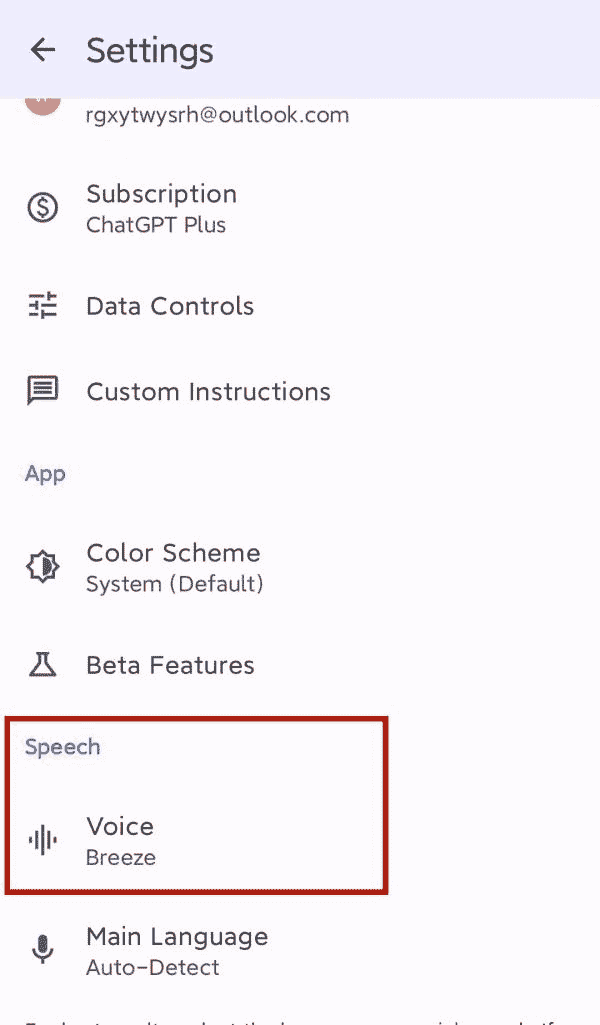 Settings
rgxytwysrh@outlook.com
Subscription
ChatGPT Plus
Data Controls
Custom Instructions
App
Color Scheme
System (Default)
Beta Features
Speech
Voice
Breeze
Main Language
Auto-Detect